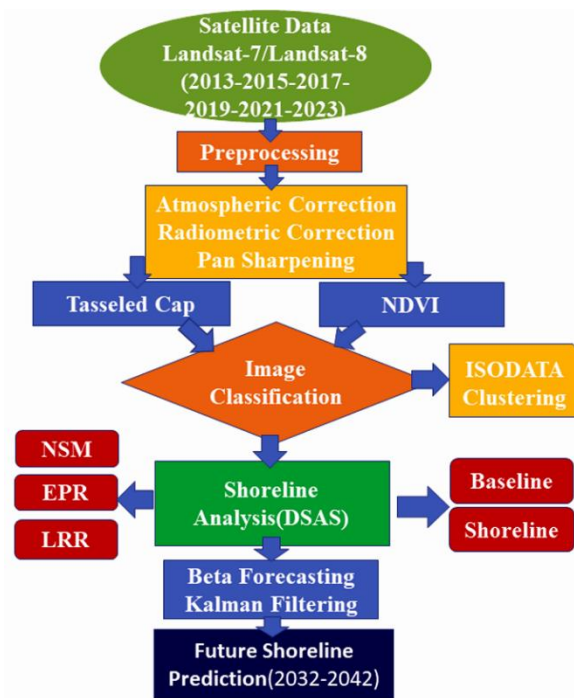 Satellite Data
Landsat-7/Landsat-8
(2013-2015-2017-
2019-2021-2023)
Preprocessing
Atmospheric Correction
Radiometric Correction
Pan Sharpening
Tasseled Cap
NDVI
Image
Classification
ISODATA
Clustering
NSM
EPR
LRR
Shoreline
Analysis(DSAS)
Baseline
Shoreline
Beta Forecasting
Kalman Filtering
Future Shoreline
Prediction(2032-2042)